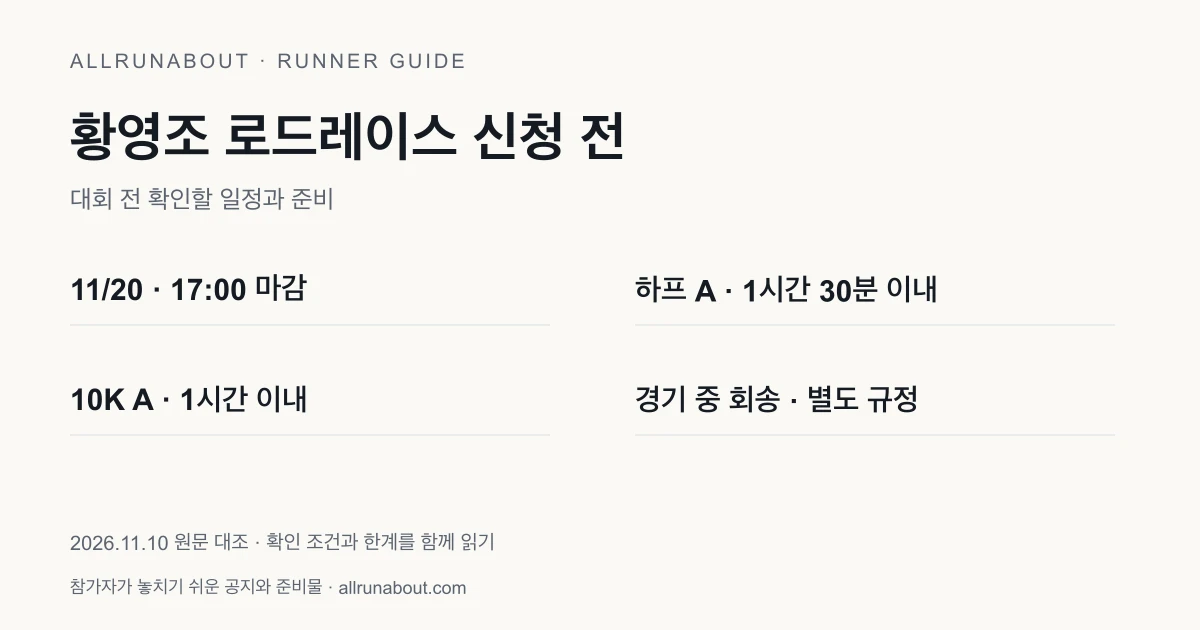 ALLRUNABOUT · RUNNER GUIDE
황영조 로드레이스 신청 전
대회 전 확인할 일정과 준비
11/20 · 17:00 마감
하프 A · 1시간 30분 이내
10K A · 1시간 이내
경기 중 회송 · 별도 규정
2026.11.10 원문 대조 · 확인 조건과 한계를 함께 읽기
참가자가 놓치기 쉬운 공지와 준비물 · allrunabout.com